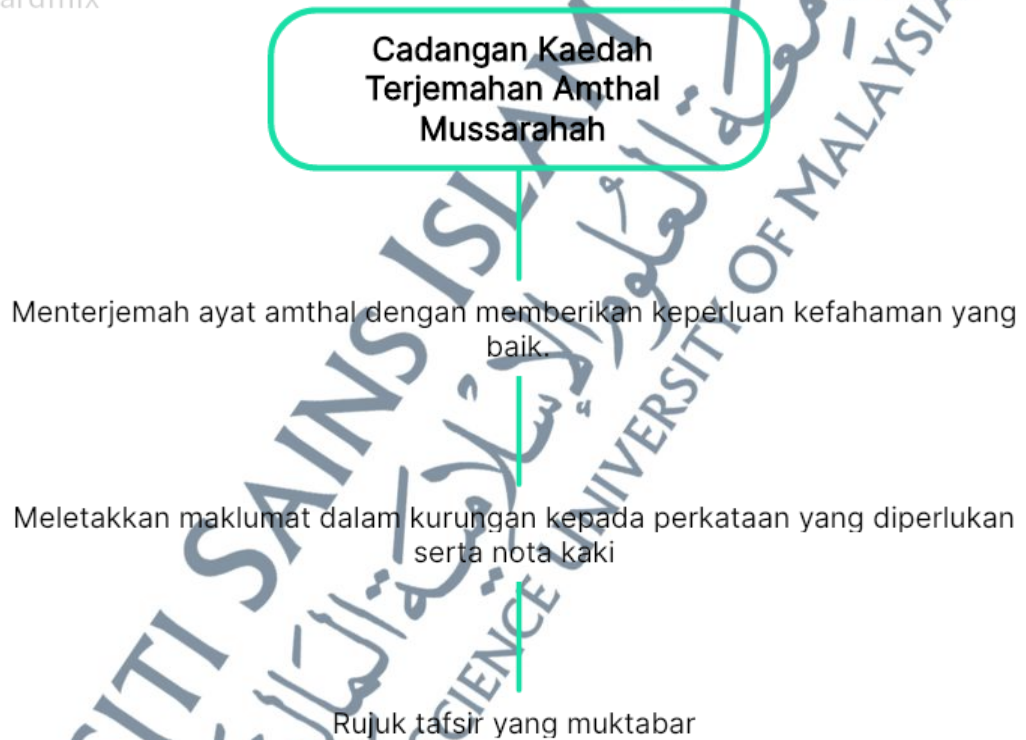 Cadangan Kaedah
Terjemahan Amthal
Mussarahah
Menterjemah ayat amthal dengan memberikan keperluan kefahaman yang
baik.
Meletakkan maklumat dalam kurungan kepada perkataan yang diperlukan
serta nota kaki
Rujuk tafsir yang muktabar
SITI SAINS ISLAM
SCIENCE UNIVERSITY OF MALAYSIA